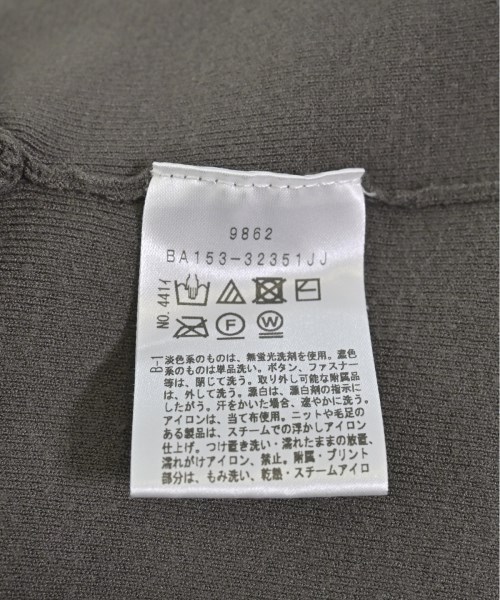 9862
BA153-32351JJ
NO.441イ
F
W
B-1
淡色系のものは、無蛍光洗剤を使用。濃色
系のものは単品洗い。ボタン、ファスナー
等は、閉じて洗う。取り外し可能な附属品
は、外して洗う。漂白は、漂白剤の指示に
したがう。汗をかいた場合、速やかに洗う。
アイロンは、当て布使用。ニットや毛足の
ある製品は、スチームでの浮かしアイロン
仕上げ。つけ置き洗い・濡れたままの放置、
濡れがけアイロン、禁止。附属・プリント
部分は、もみ洗い、乾熱・スチームアイロ